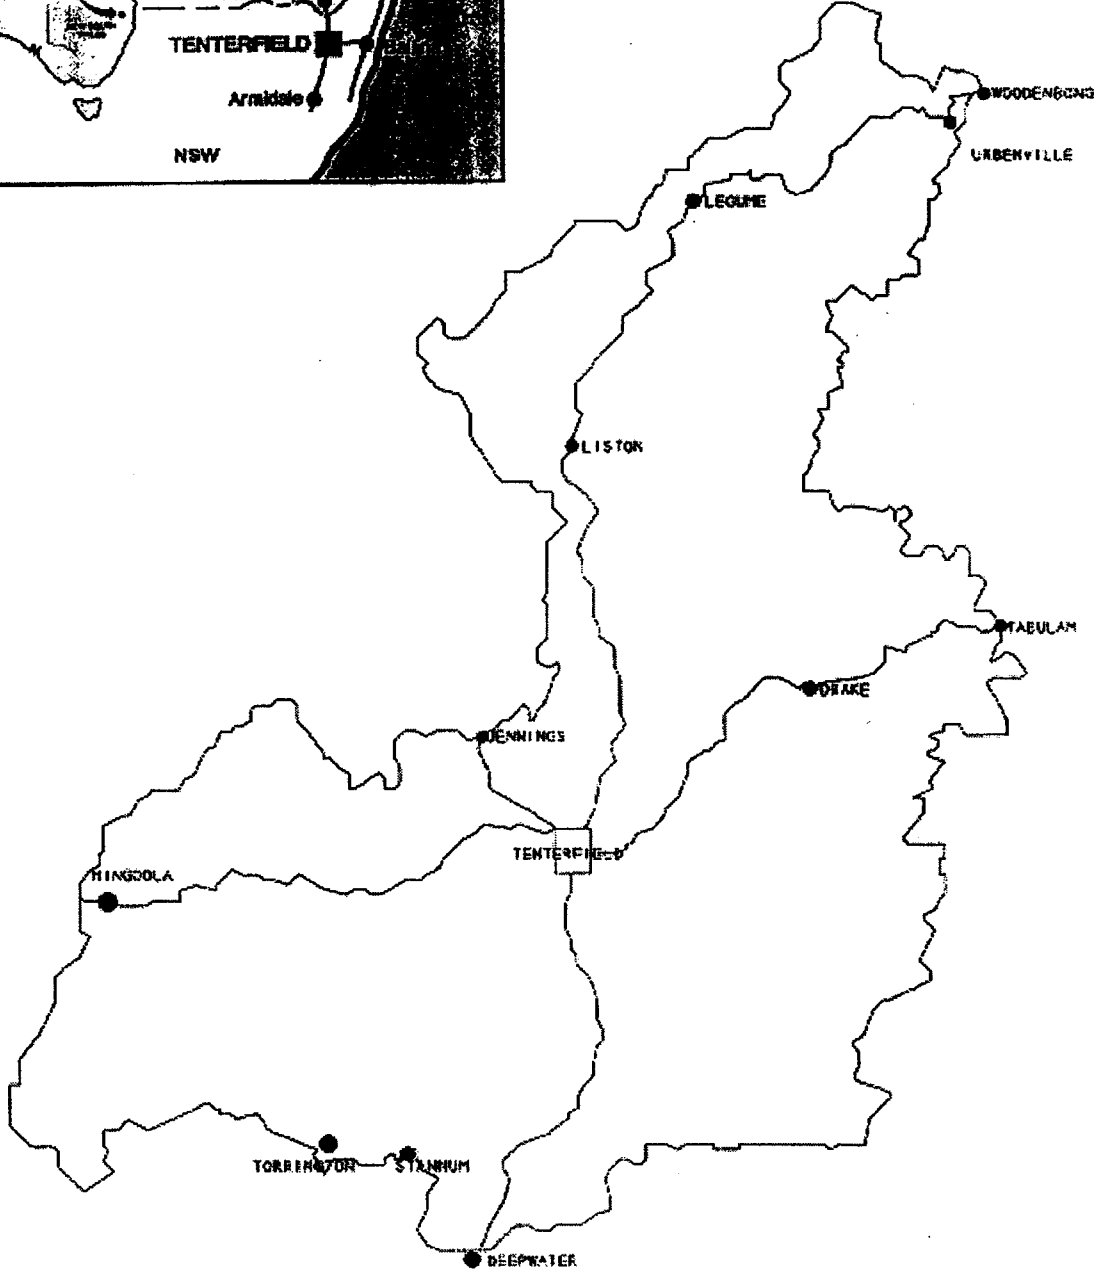 TENTERFIELD
Armidale
NSW
WOODENBONG
URBENVILLE
LEGUME
LISTON
TABULAM
DRAKE
JENNINGS
TENTERFIELD
MINGOOLA
TORRINGTON
STANNUM
DEEPWATER